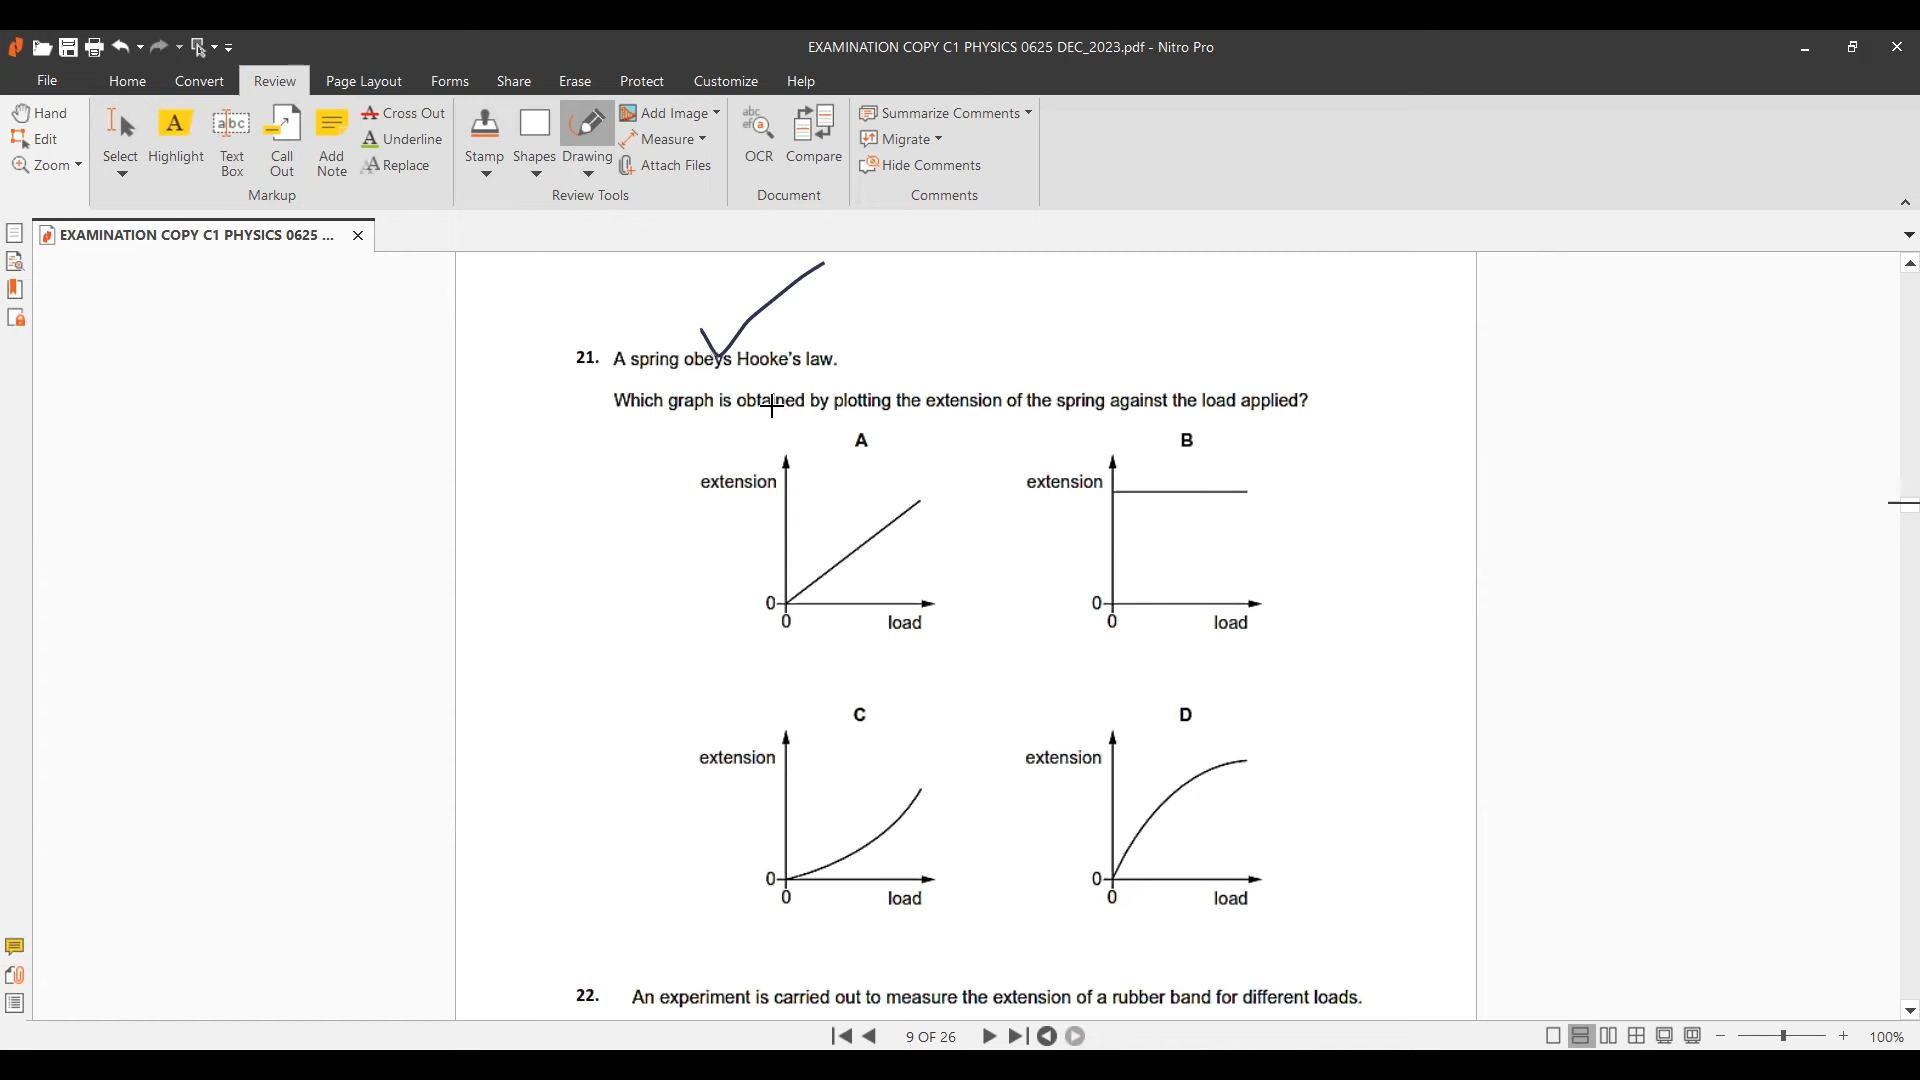 EXAMINATION COPY C1 PHYSICS 0625 DEC_2023.pdf - Nitro Pro
File Home Convert Review Page Layout Forms Share Erase Protect Customize Help
Hand
Edit
Zoom
Select
Highlight
Text Box
Call Out
Add Note
Cross Out
Underline
Replace
Markup
Stamp
Shapes
Drawing
Add Image
Measure
Attach Files
Review Tools
OCR
Compare
Document
Summarize Comments
Migrate
Hide Comments
Comments
EXAMINATION COPY C1 PHYSICS 0625 ...
21. A spring obeys Hooke's law.
Which graph is obtained by plotting the extension of the spring against the load applied?
A B
extension extension
0 0
0 load 0 load
C D
extension extension
0 0
0 load 0 load
22. An experiment is carried out to measure the extension of a rubber band for different loads.
9 OF 26
100%